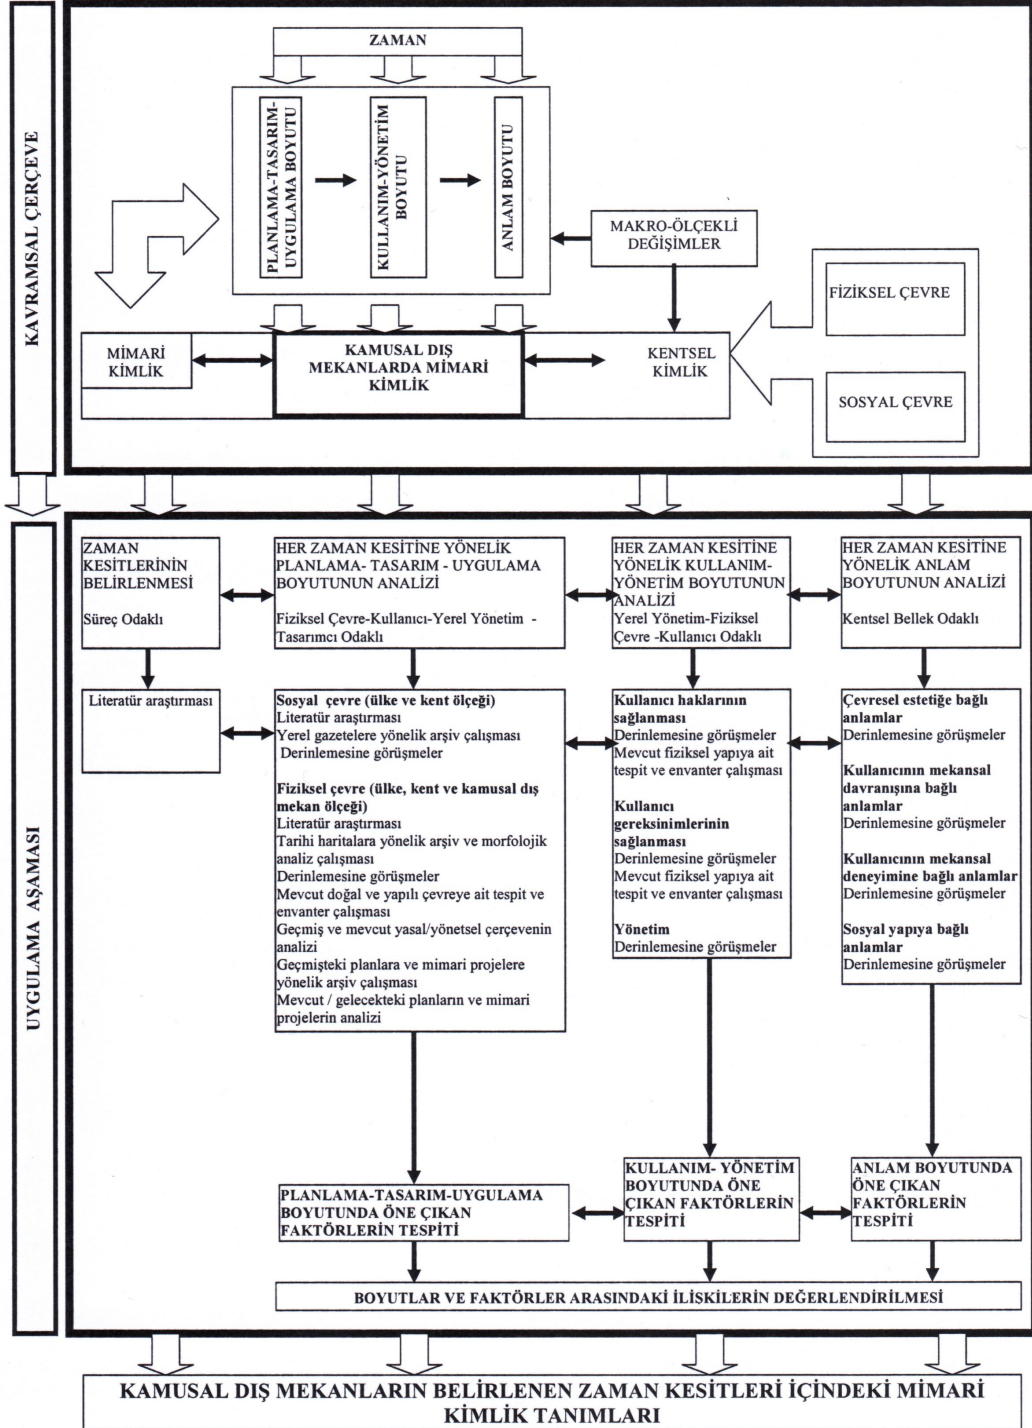 KAVRAMSAL ÇERÇEVE
ZAMAN
PLANLAMA-TASARIM-
UYGULAMA BOYUTU
KULLANIM-YÖNETİM
BOYUTU
ANLAM BOYUTU
MAKRO-ÖLÇEKLİ
DEĞİŞİMLER
FİZİKSEL ÇEVRE
SOSYAL ÇEVRE
MİMARİ
KİMLİK
KAMUSAL DIŞ
MEKANLARDA MİMARİ
KİMLİK
KENTSEL
KİMLİK
UYGULAMA AŞAMASI
ZAMAN
KESİTLERİNİN
BELİRLENMESİ
Süreç Odaklı
HER ZAMAN KESİTİNE YÖNELİK
PLANLAMA- TASARIM - UYGULAMA
BOYUTUNUN ANALİZİ
Fiziksel Çevre-Kullanıcı-Yerel Yönetim -
Tasarımcı Odaklı
HER ZAMAN KESİTİNE
YÖNELİK KULLANIM-
YÖNETİM BOYUTUNUN
ANALİZİ
Yerel Yönetim-Fiziksel
Çevre -Kullanıcı Odaklı
HER ZAMAN KESİTİNE
YÖNELİK ANLAM
BOYUTUNUN ANALİZİ
Kentsel Bellek Odaklı
Literatür araştırması
Sosyal çevre (ülke ve kent ölçeği)
Literatür araştırması
Yerel gazetelere yönelik arşiv çalışması
Derinlemesine görüşmeler
Fiziksel çevre (ülke, kent ve kamusal dış
mekan ölçeği)
Literatür araştırması
Tarihi haritalara yönelik arşiv ve morfolojik
analiz çalışması
Derinlemesine görüşmeler
Mevcut doğal ve yapılı çevreye ait tespit ve
envanter çalışması
Geçmiş ve mevcut yasal/yönetsel çerçevenin
analizi
Geçmişteki planlara ve mimari projelere
yönelik arşiv çalışması
Mevcut / gelecekteki planların ve mimari
projelerin analizi
Kullanıcı haklarının
sağlanması
Derinlemesine görüşmeler
Mevcut fiziksel yapıya ait
tespit ve envanter çalışması
Kullanıcı
gereksinimlerinin
sağlanması
Derinlemesine görüşmeler
Mevcut fiziksel yapıya ait
tespit ve envanter çalışması
Yönetim
Derinlemesine görüşmeler
Çevresel estetiğe bağlı
anlamlar
Derinlemesine görüşmeler
Kullanıcının mekansal
davranışına bağlı
anlamlar
Derinlemesine görüşmeler
Kullanıcının mekansal
deneyimine bağlı anlamlar
Derinlemesine görüşmeler
Sosyal yapıya bağlı
anlamlar
Derinlemesine görüşmeler
PLANLAMA-TASARIM-UYGULAMA
BOYUTUNDA ÖNE ÇIKAN
FAKTÖRLERİN TESPİTİ
KULLANIM- YÖNETİM
BOYUTUNDA ÖNE
ÇIKAN FAKTÖRLERİN
TESPİTİ
ANLAM BOYUTUNDA
ÖNE ÇIKAN
FAKTÖRLERİN
TESPİTİ
BOYUTLAR VE FAKTÖRLER ARASINDAKİ İLİŞKİLERİN DEĞERLENDİRİLMESİ
KAMUSAL DIŞ MEKANLARIN BELİRLENEN ZAMAN KESİTLERİ İÇİNDEKİ MİMARİ
KİMLİK TANIMLARI